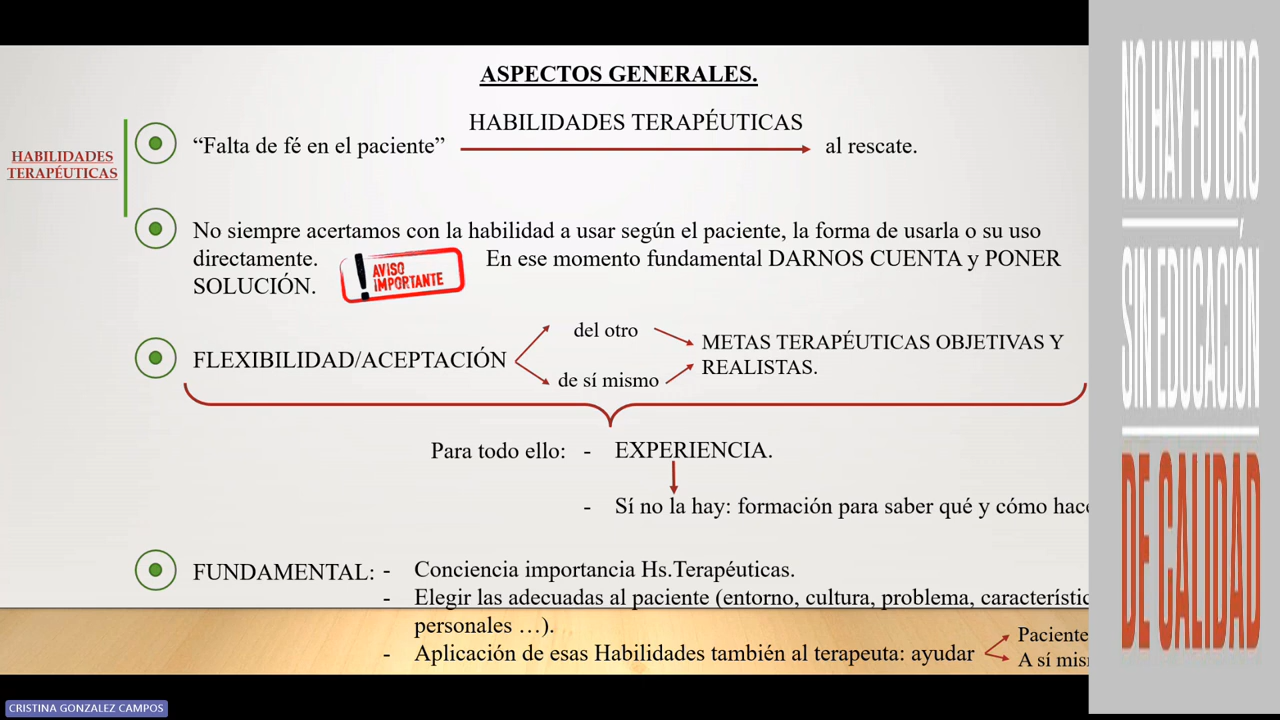 ASPECTOS GENERALES.
HABILIDADES
TERAPÉUTICAS
HABILIDADES TERAPÉUTICAS
“Falta de fé en el paciente”
al rescate.
No siempre acertamos con la habilidad a usar según el paciente, la forma de usarla o su uso
directamente.
AVISO
IMPORTANTE
En ese momento fundamental DARNOS CUENTA y PONER
SOLUCIÓN.
FLEXIBILIDAD/ACEPTACIÓN
del otro
de sí mismo
METAS TERAPÉUTICAS OBJETIVAS Y
REALISTAS.
Para todo ello: - EXPERIENCIA.
- Sí no la hay: formación para saber qué y cómo hace
FUNDAMENTAL: - Conciencia importancia Hs.Terapéuticas.
- Elegir las adecuadas al paciente (entorno, cultura, problema, característic
personales …).
- Aplicación de esas Habilidades también al terapeuta: ayudar
Paciente
A sí mis
NO HAY FUTURO
SIN EDUCACIÓN
DE CALIDAD
CRISTINA GONZALEZ CAMPOS